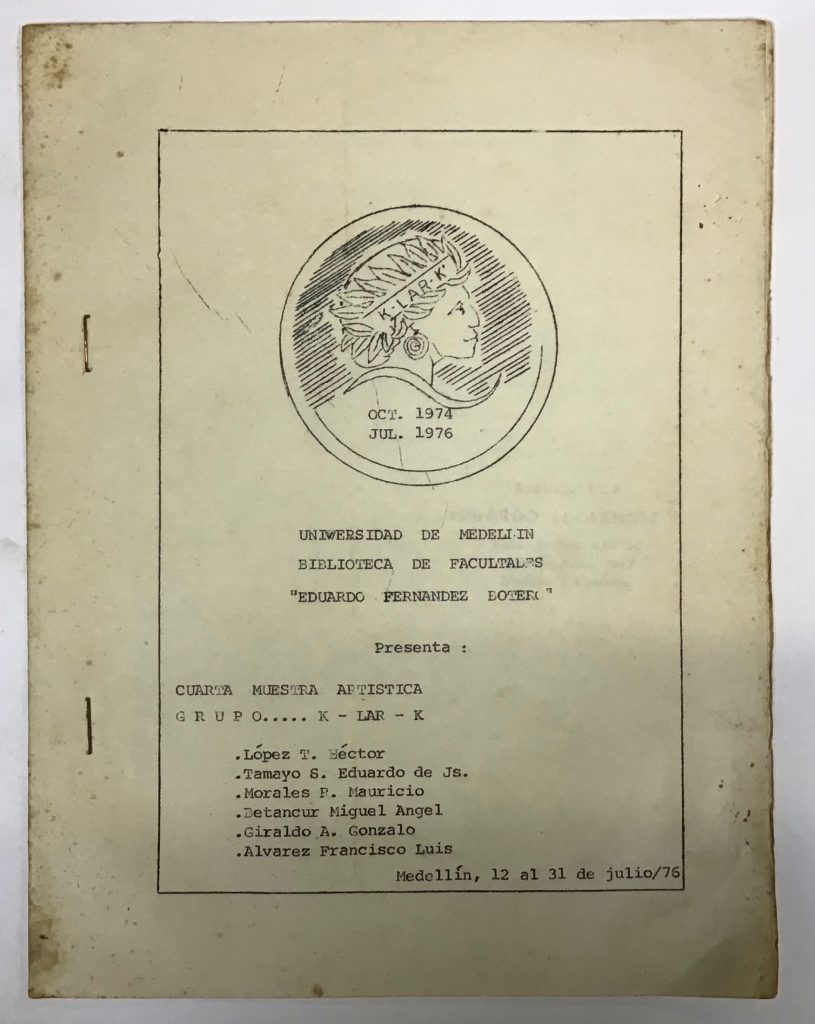 K-LAR-K
OCT. 1974
JUL. 1976
UNIVERSIDAD DE MEDELLIN
BIBLIOTECA DE FACULTADES
"EDUARDO FERNANDEZ BOTERO"
Presenta :
CUARTA MUESTRA ARTISTICA
G R U P O..... K - LAR - K
.López T. Héctor
.Tamayo S. Eduardo de Js.
.Morales P. Mauricio
.Betancur Miguel Angel
.Giraldo A. Gonzalo
.Alvarez Francisco Luis
Medellín, 12 al 31 de julio/76